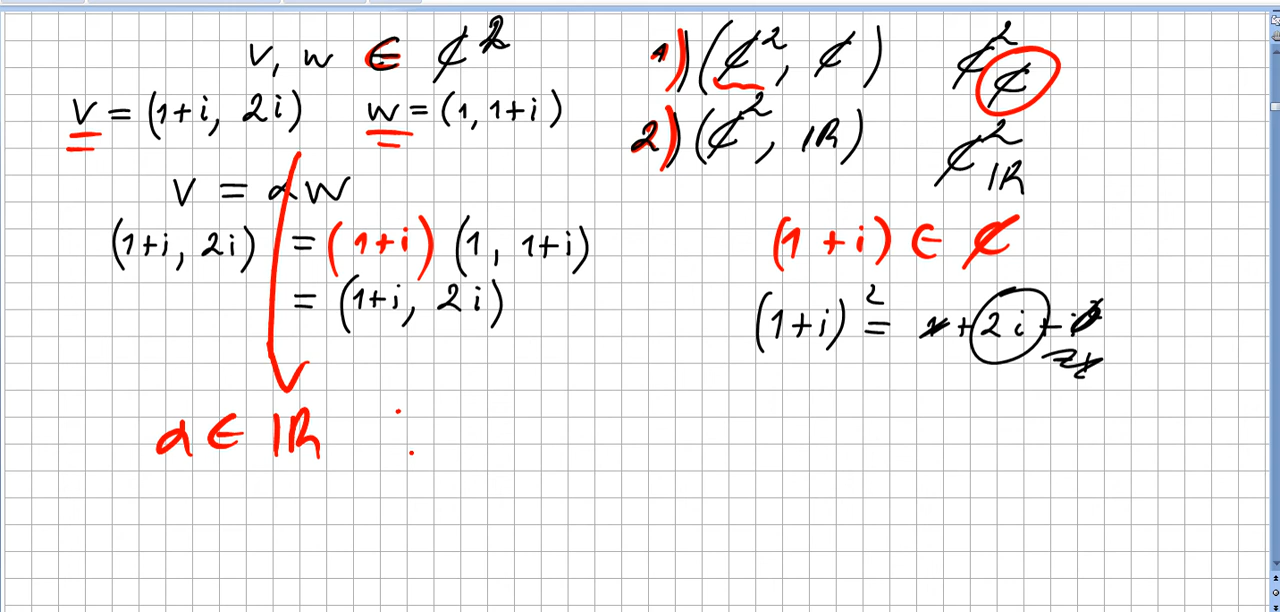 v, w ∈ ℂ²
v = (1+i, 2i) w = (1, 1+i)
v = αw
(1+i, 2i) = (1+i) (1, 1+i)
= (1+i, 2i)
α ∈ ℝ :
1) (ℂ², ℂ) ℂ² ℂ
2) (ℂ², ℝ) ℂ² ℝ
(1+i) ∈ ℂ
(1+i)² = 1+2i+